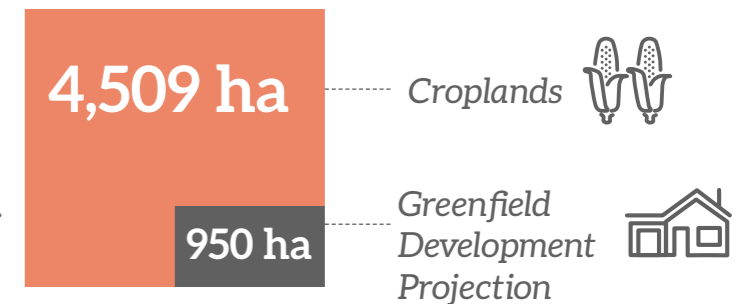 4,509 ha
Croplands
950 ha
Greenfield
Development
Projection